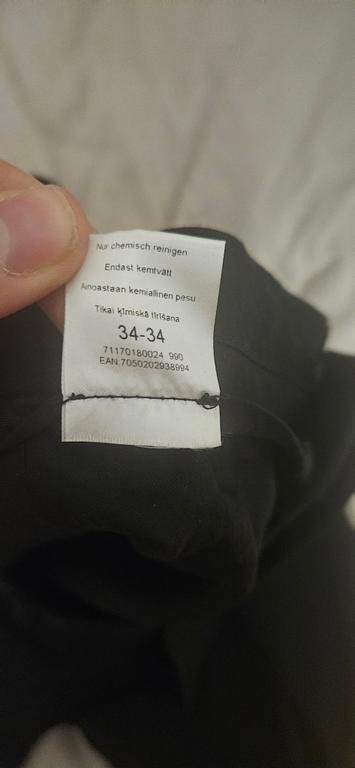 Nur chemisch reinigen
Endast kemtvätt
Ainoastaan kemiallinen pesu
Tikai ķīmiskā tīrīšana
34-34
71170180024 990
EAN 7050202938994